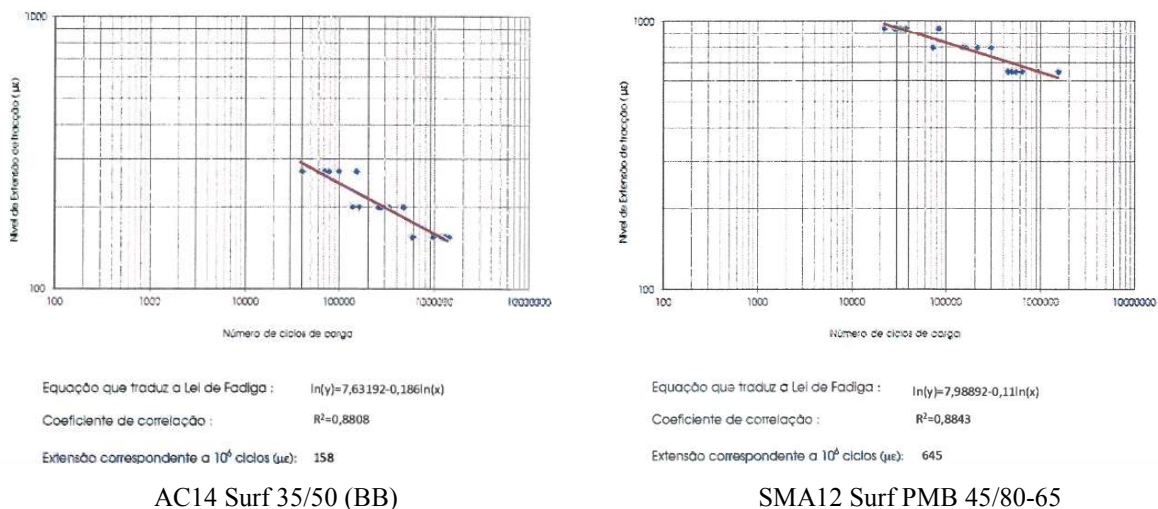 1000
Nível de Extensão de tracção (µε)
100
100 1000 10000 100000 1000000 10000000
Número de ciclos de carga
Equação que traduz a Lei de Fadiga : ln(y)=7,63192-0,186ln(x)
Coeficiente de correlação : R²=0,8808
Extensão correspondente a 10⁶ ciclos (µε): 158
AC14 Surf 35/50 (BB)
1000
Nível de Extensão de tracção (µε)
100
100 1000 10000 100000 1000000 10000000
Número de ciclos de carga
Equação que traduz a Lei de Fadiga : ln(y)=7,98892-0,11ln(x)
Coeficiente de correlação : R²=0,8843
Extensão correspondente a 10⁶ ciclos (µε): 645
SMA12 Surf PMB 45/80-65